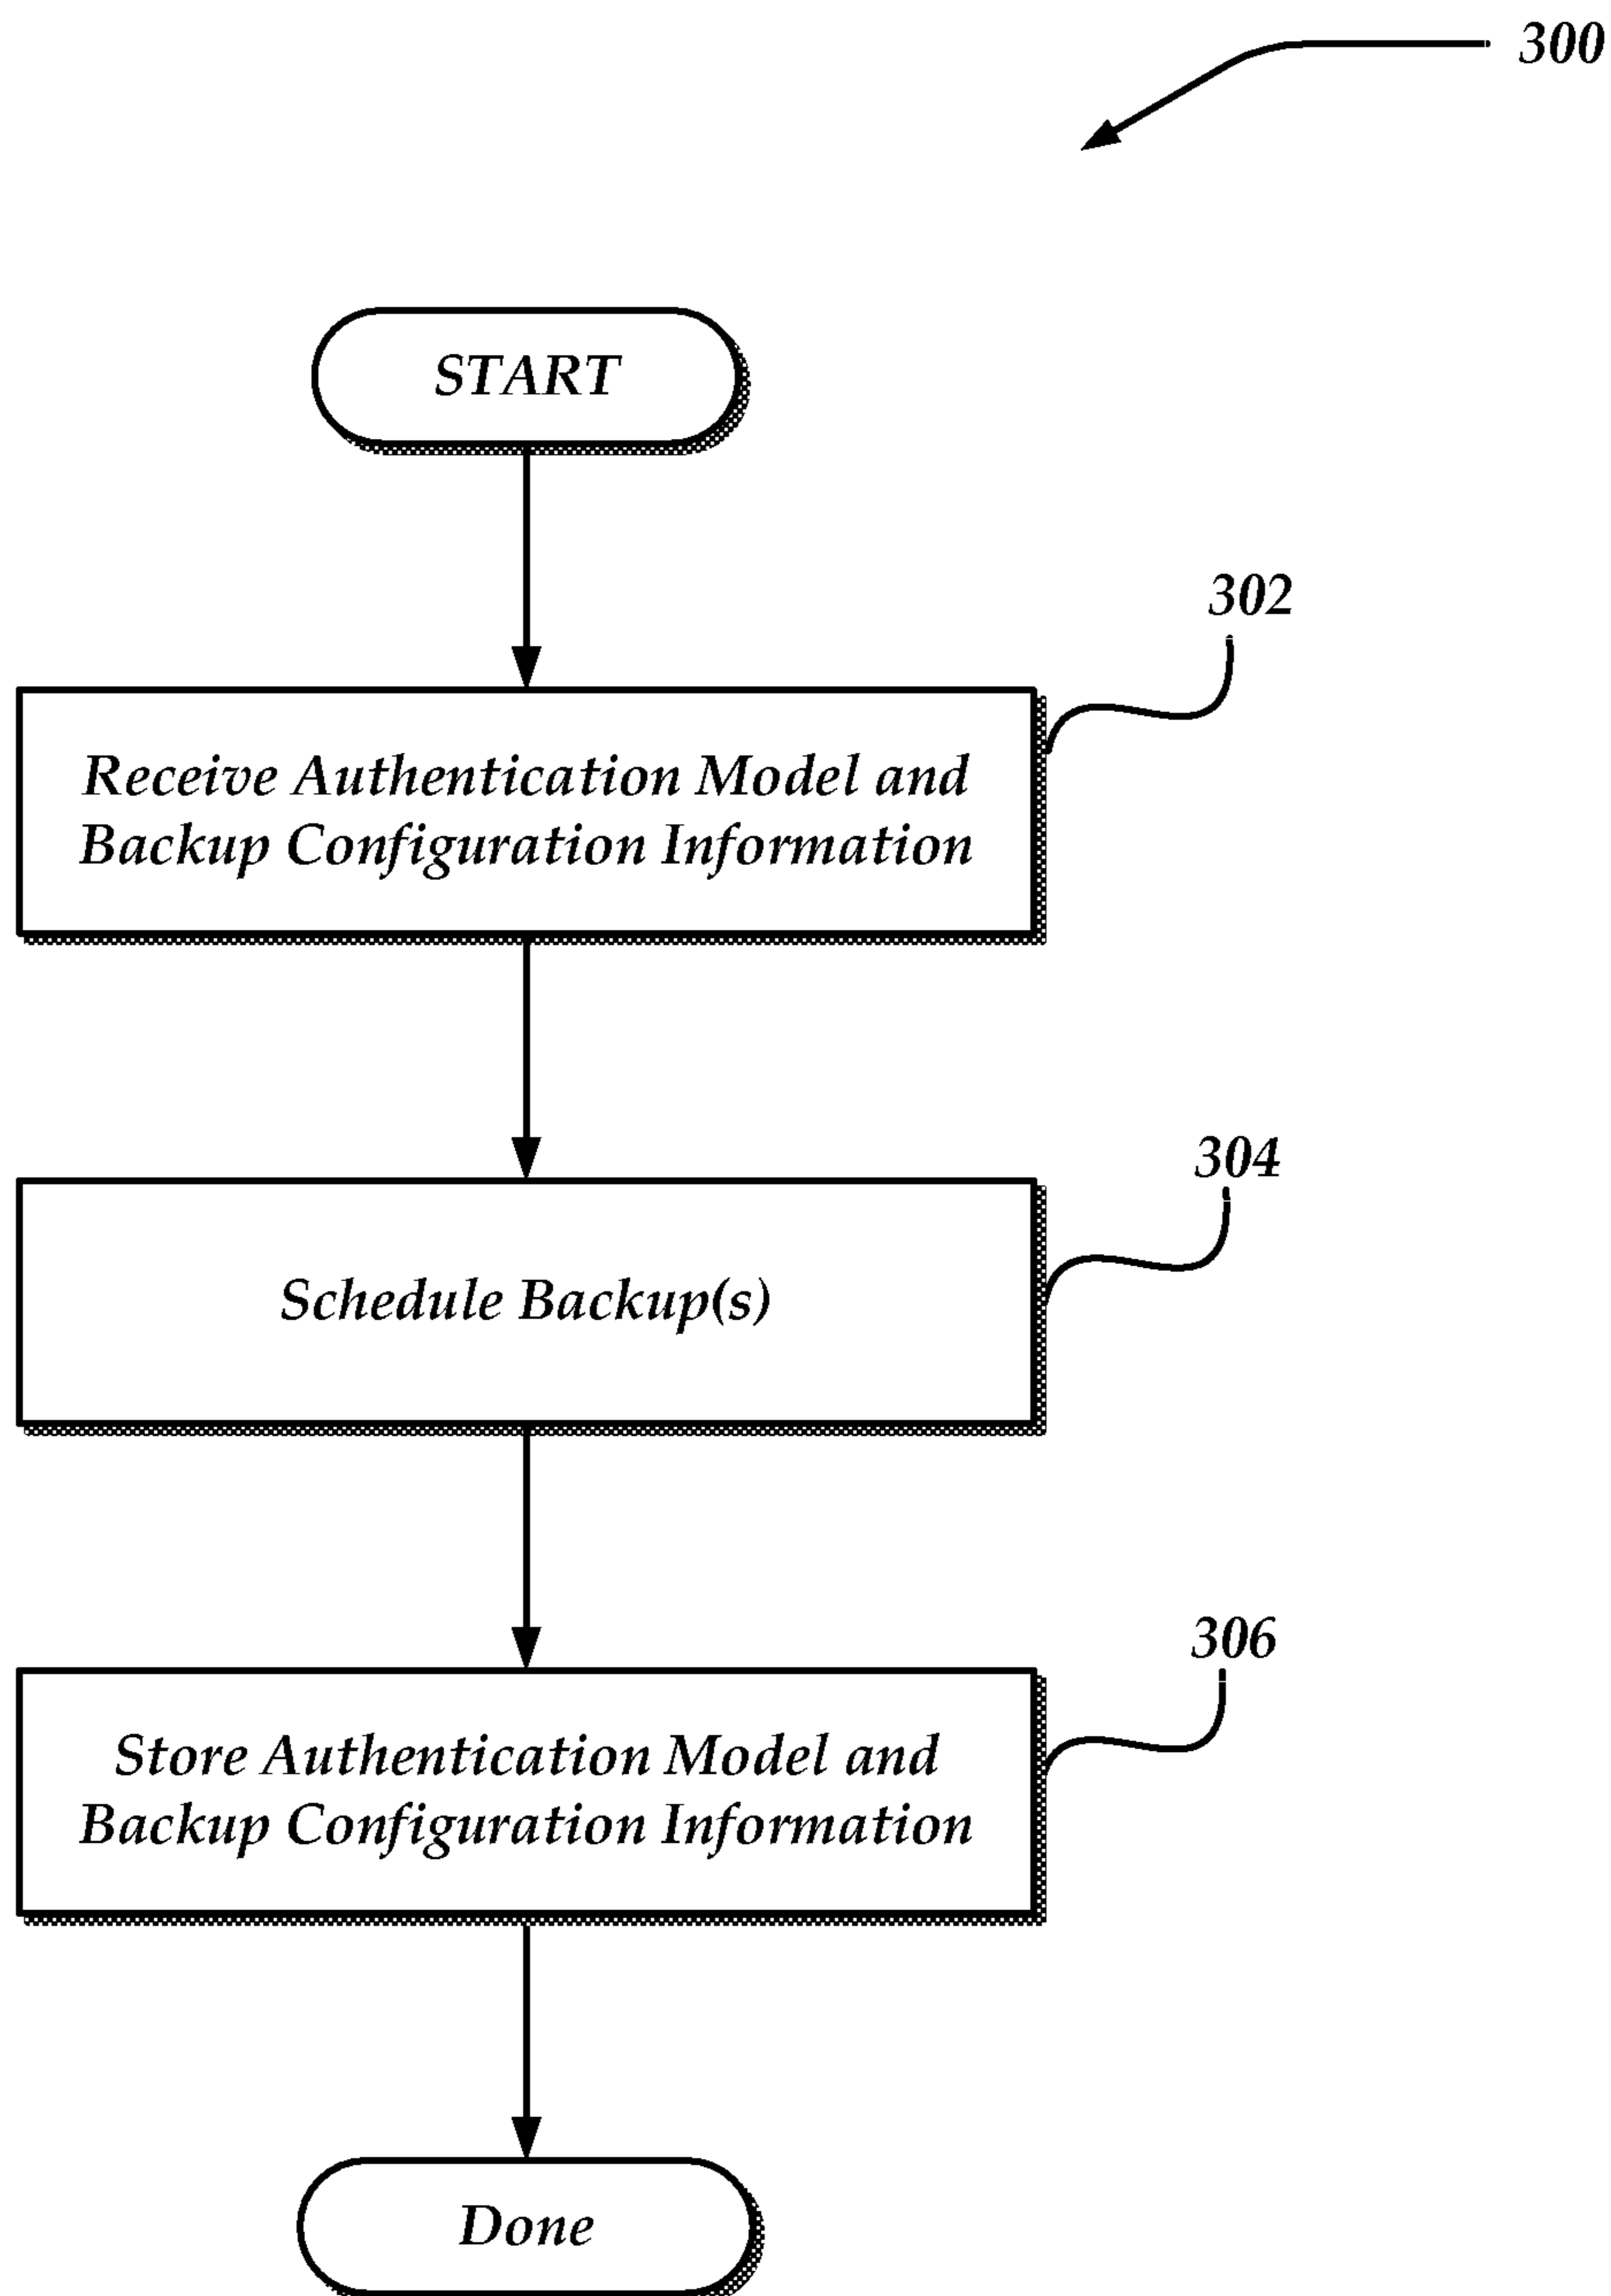 300
START
302
Receive Authentication Model and
Backup Configuration Information
304
Schedule Backup(s)
306
Store Authentication Model and
Backup Configuration Information
Done